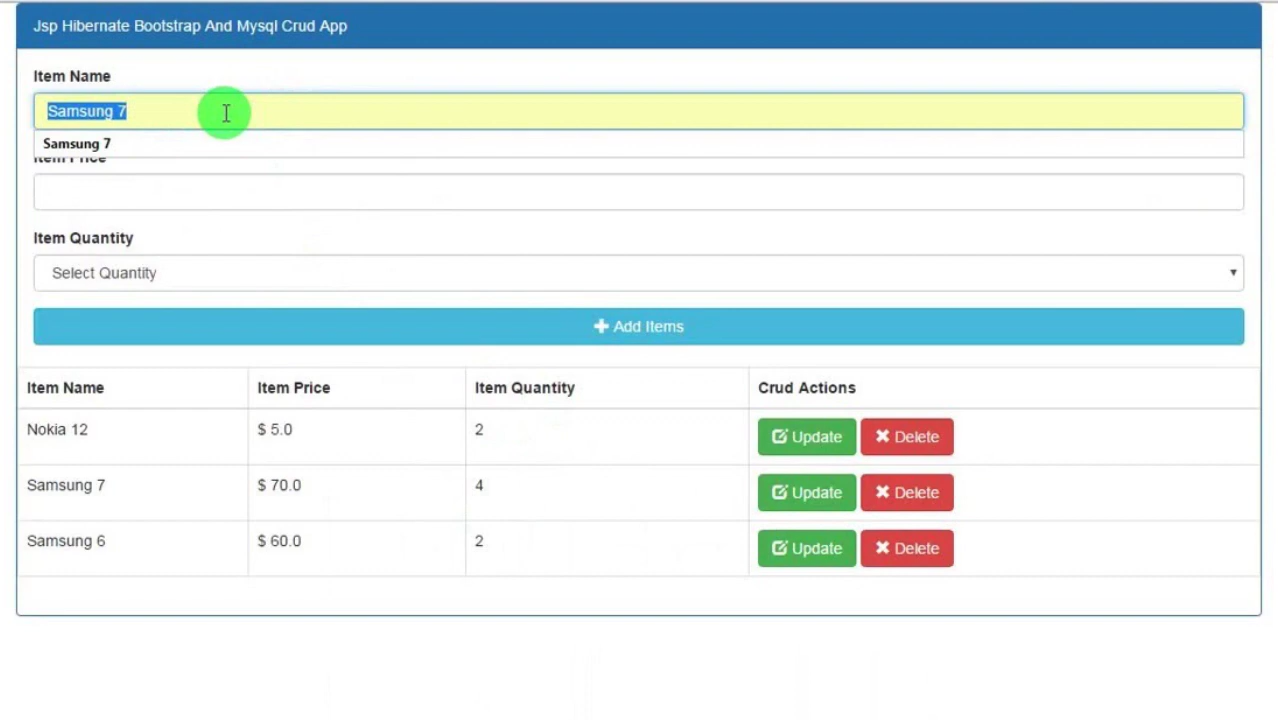 Jsp Hibernate Bootstrap And Mysql Crud App
Item Name
Samsung 7
Samsung 7
Item Price
Item Quantity
Select Quantity
Add Items
Item Name Item Price Item Quantity Crud Actions
Nokia 12 $ 5.0 2 Update Delete
Samsung 7 $ 70.0 4 Update Delete
Samsung 6 $ 60.0 2 Update Delete